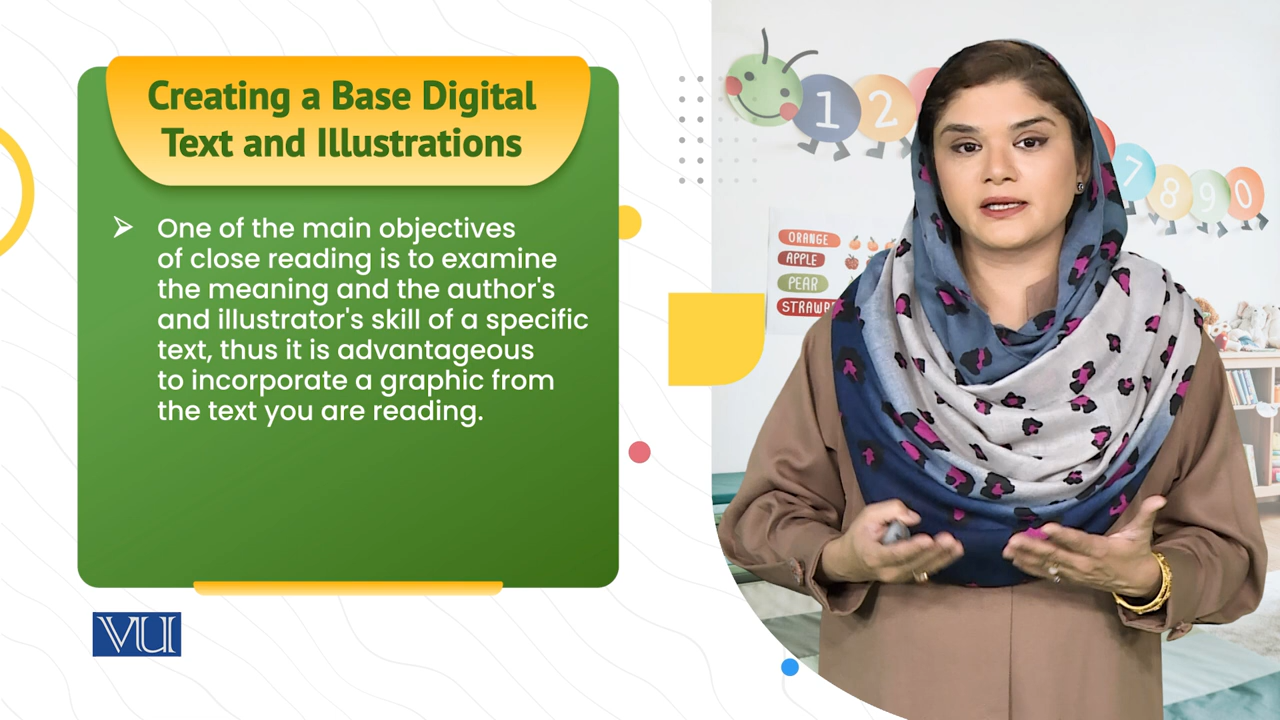 Creating a Base Digital
Text and Illustrations
➢ One of the main objectives
of close reading is to examine
the meaning and the author's
and illustrator's skill of a specific
text, thus it is advantageous
to incorporate a graphic from
the text you are reading.
VU
1 2
7 8 9 0
ORANGE
APPLE
PEAR